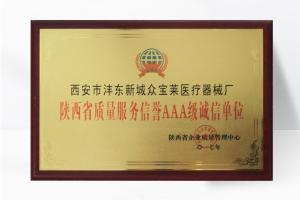 西安市沣东新城众宝莱医疗器械厂
陕西省质量服务信誉AAA级诚信单位
陕西省企业质量管理中心
二〇一七年